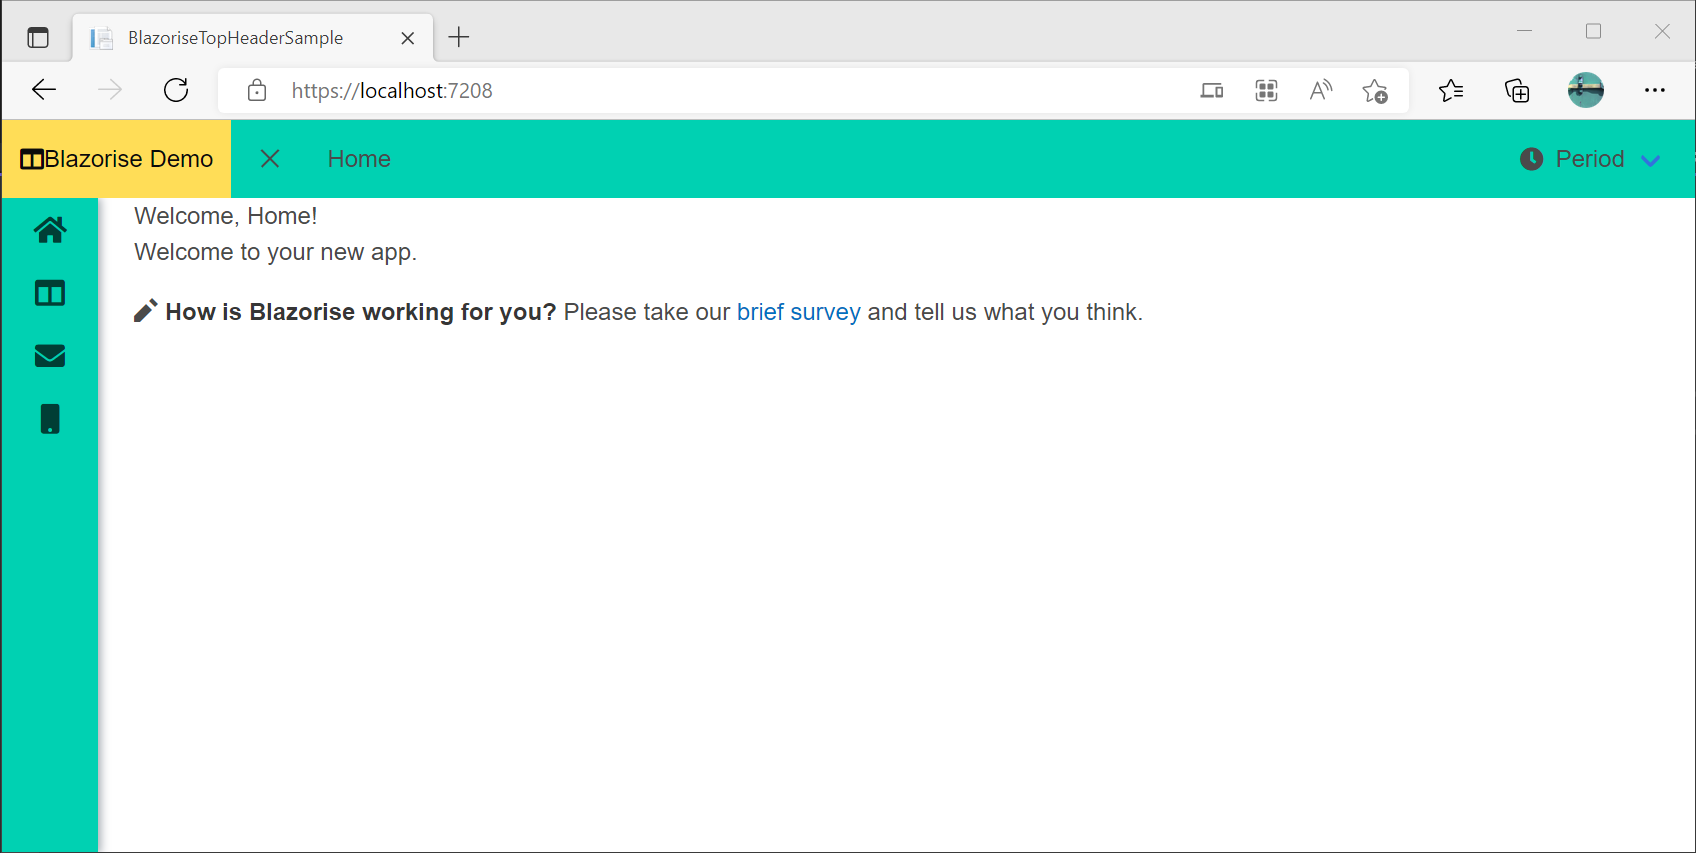 BlazoriseTopHeaderSample
https://localhost:7208
Blazorise Demo
Home
Period
Welcome, Home!
Welcome to your new app.
How is Blazorise working for you? Please take our brief survey and tell us what you think.